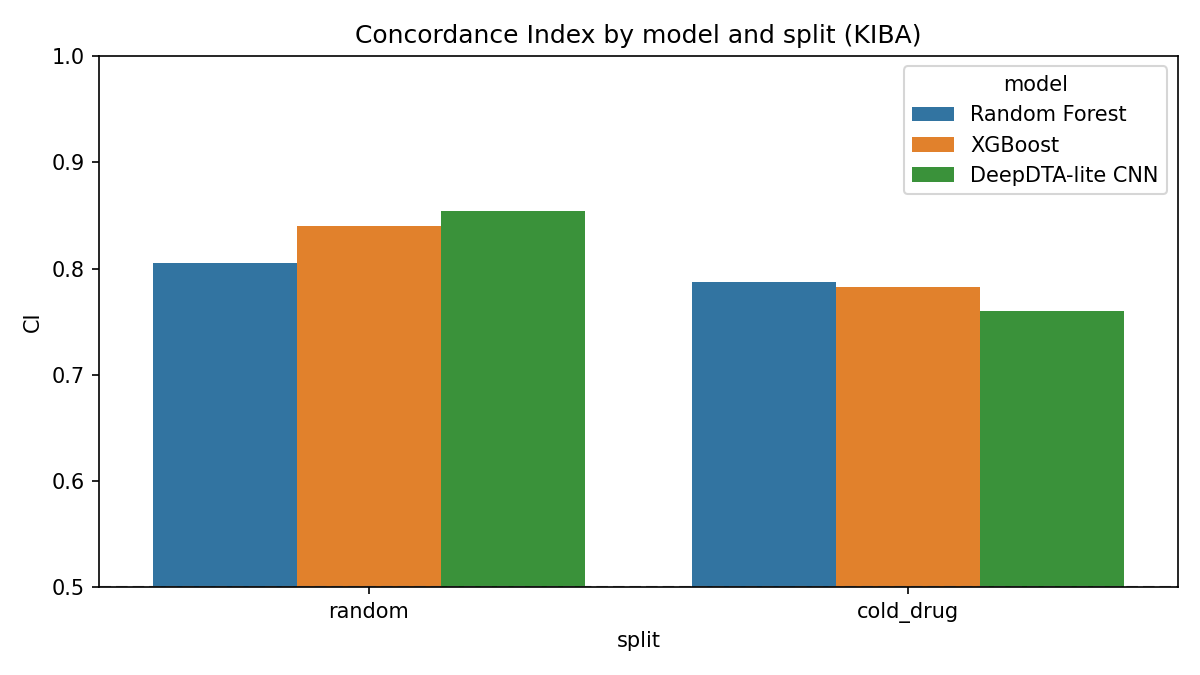 Concordance Index by model and split (KIBA)
1.0
0.9
0.8
0.7
0.6
0.5
CI
model
Random Forest
XGBoost
DeepDTA-lite CNN
random
cold_drug
split